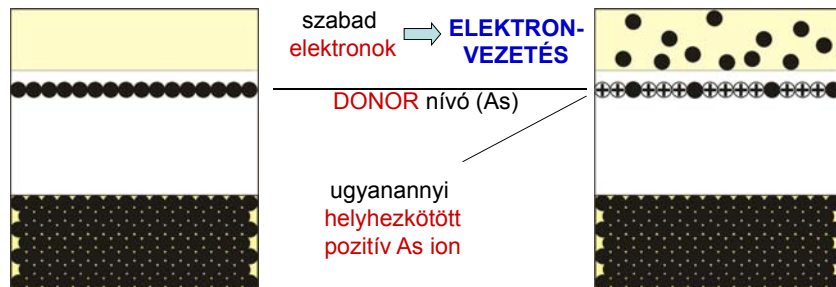 szabad
elektronok
ELEKTRON-
VEZETÉS
DONOR nívó (As)
ugyanannyi
helyhezkötött
pozitív As ion